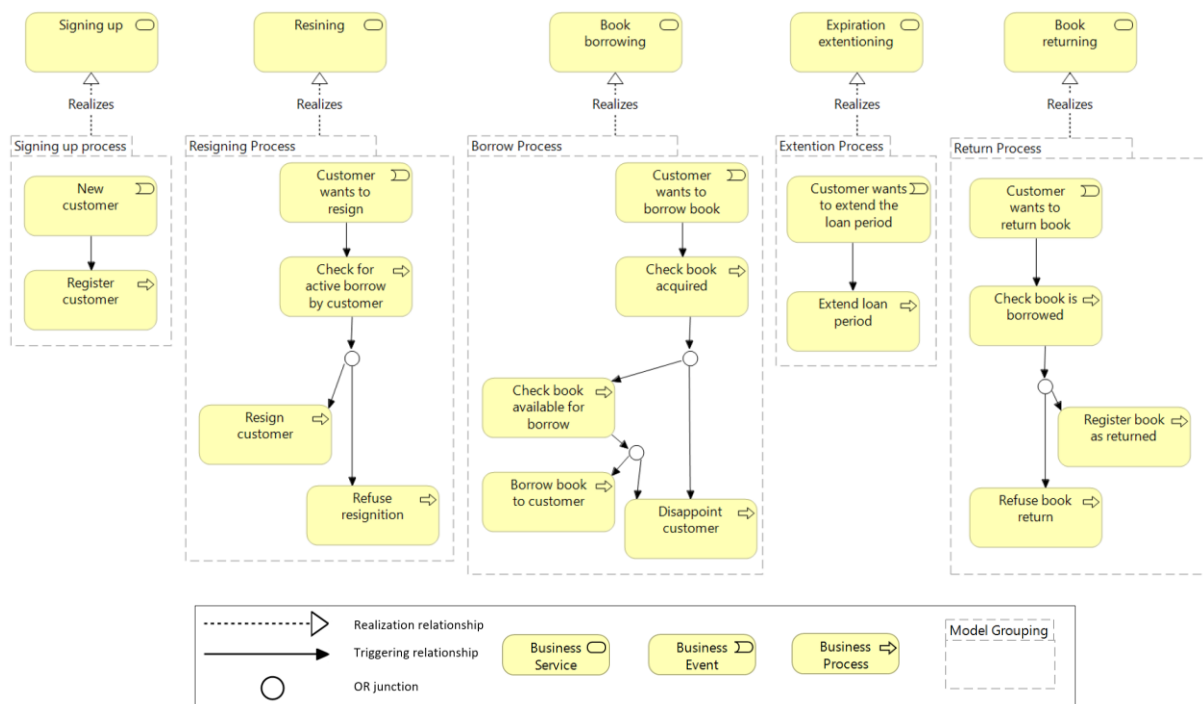 Signing up
Resining
Book
borrowing
Expiration
extentioning
Book
returning
Realizes
Realizes
Realizes
Realizes
Realizes
Signing up process
New
customer
Register
customer
Resigning Process
Customer
wants to
resign
Check for
active borrow
by customer
Resign
customer
Refuse
resignition
Borrow Process
Customer
wants to
borrow book
Check book
acquired
Check book
available for
borrow
Borrow book
to customer
Disappoint
customer
Extention Process
Customer wants
to extend the
loan period
Extend loan
period
Return Process
Customer
wants to
return book
Check book is
borrowed
Register book
as returned
Refuse book
return
Realization relationship
Triggering relationship
OR junction
Business
Service
Business
Event
Business
Process
Model Grouping